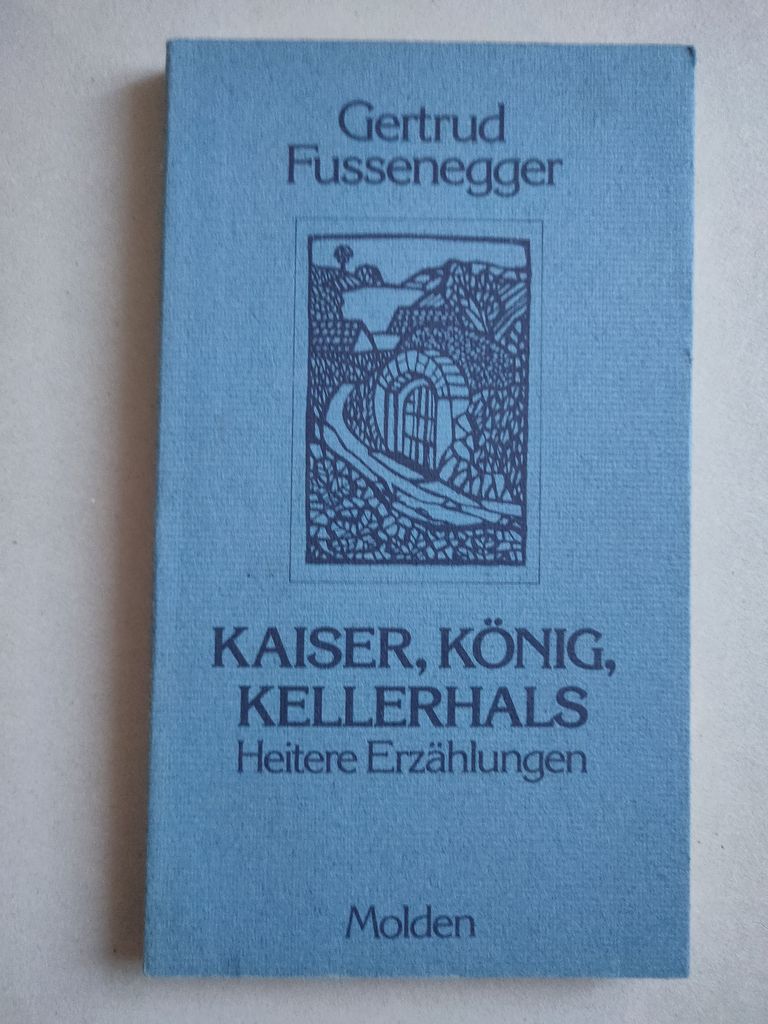 Gertrud
Fussenegger
KAISER, KÖNIG,
KELLERHALS
Heitere Erzählungen
Molden